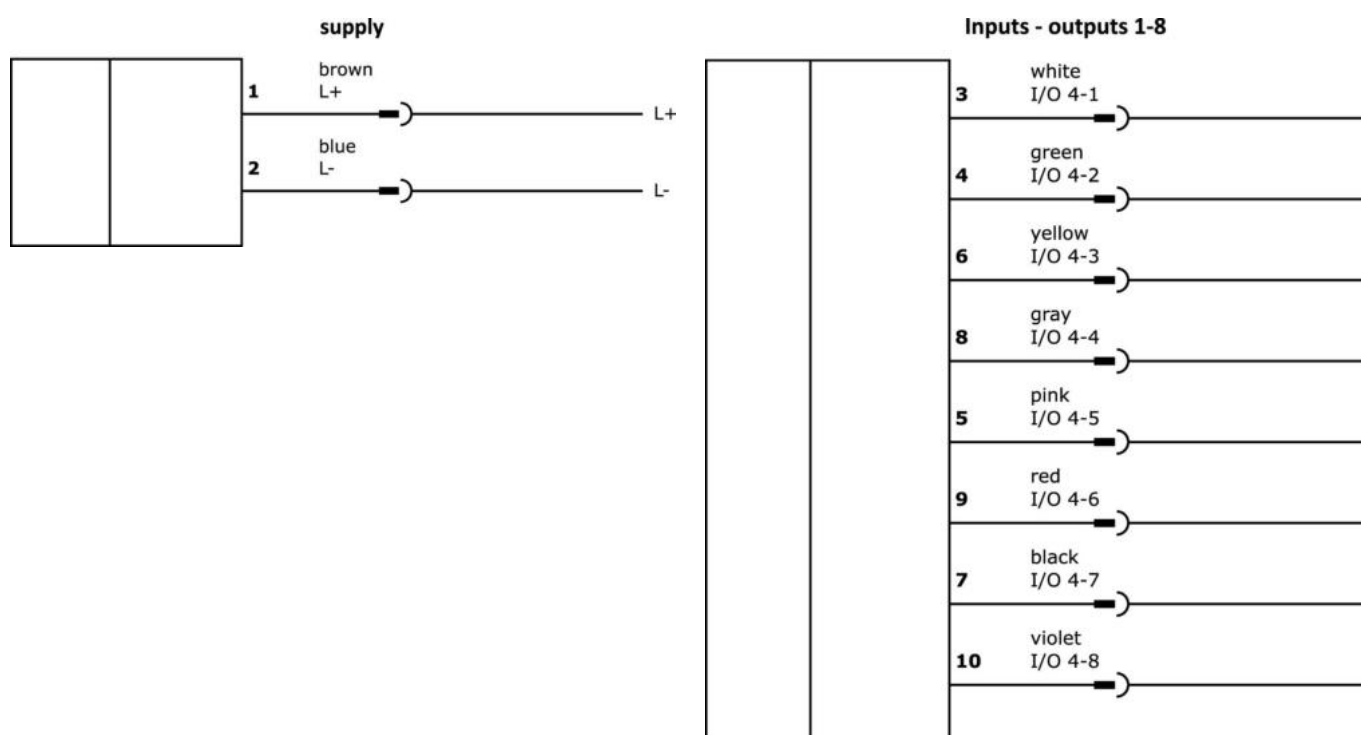 supply
brown
1 L+
L+
blue
2 L-
L-
Inputs - outputs 1-8
white
3 I/O 4-1
green
4 I/O 4-2
yellow
6 I/O 4-3
gray
8 I/O 4-4
pink
5 I/O 4-5
red
9 I/O 4-6
black
7 I/O 4-7
violet
10 I/O 4-8